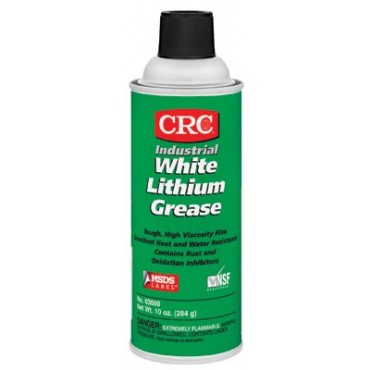 CRC
Industrial
White
Lithium
Grease
Tough, High Viscosity Film
Excellent Heat and Water Resistance
Contains Rust and
Oxidation Inhibitors
MSDS
LABEL
NSF
No. 03080
Net Wt. 10 oz. (284 g)
DANGER: EXTREMELY FLAMMABLE.